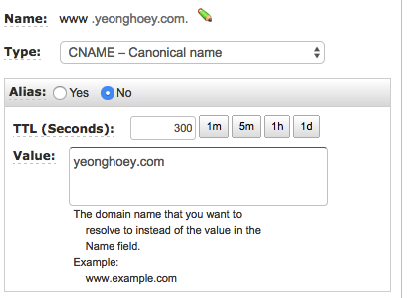 Name: www .yeonghoey.com.
Type: CNAME – Canonical name
Alias: Yes No
TTL (Seconds): 300 1m 5m 1h 1d
Value: yeonghoey.com
The domain name that you want to
resolve to instead of the value in the
Name field.
Example:
www.example.com